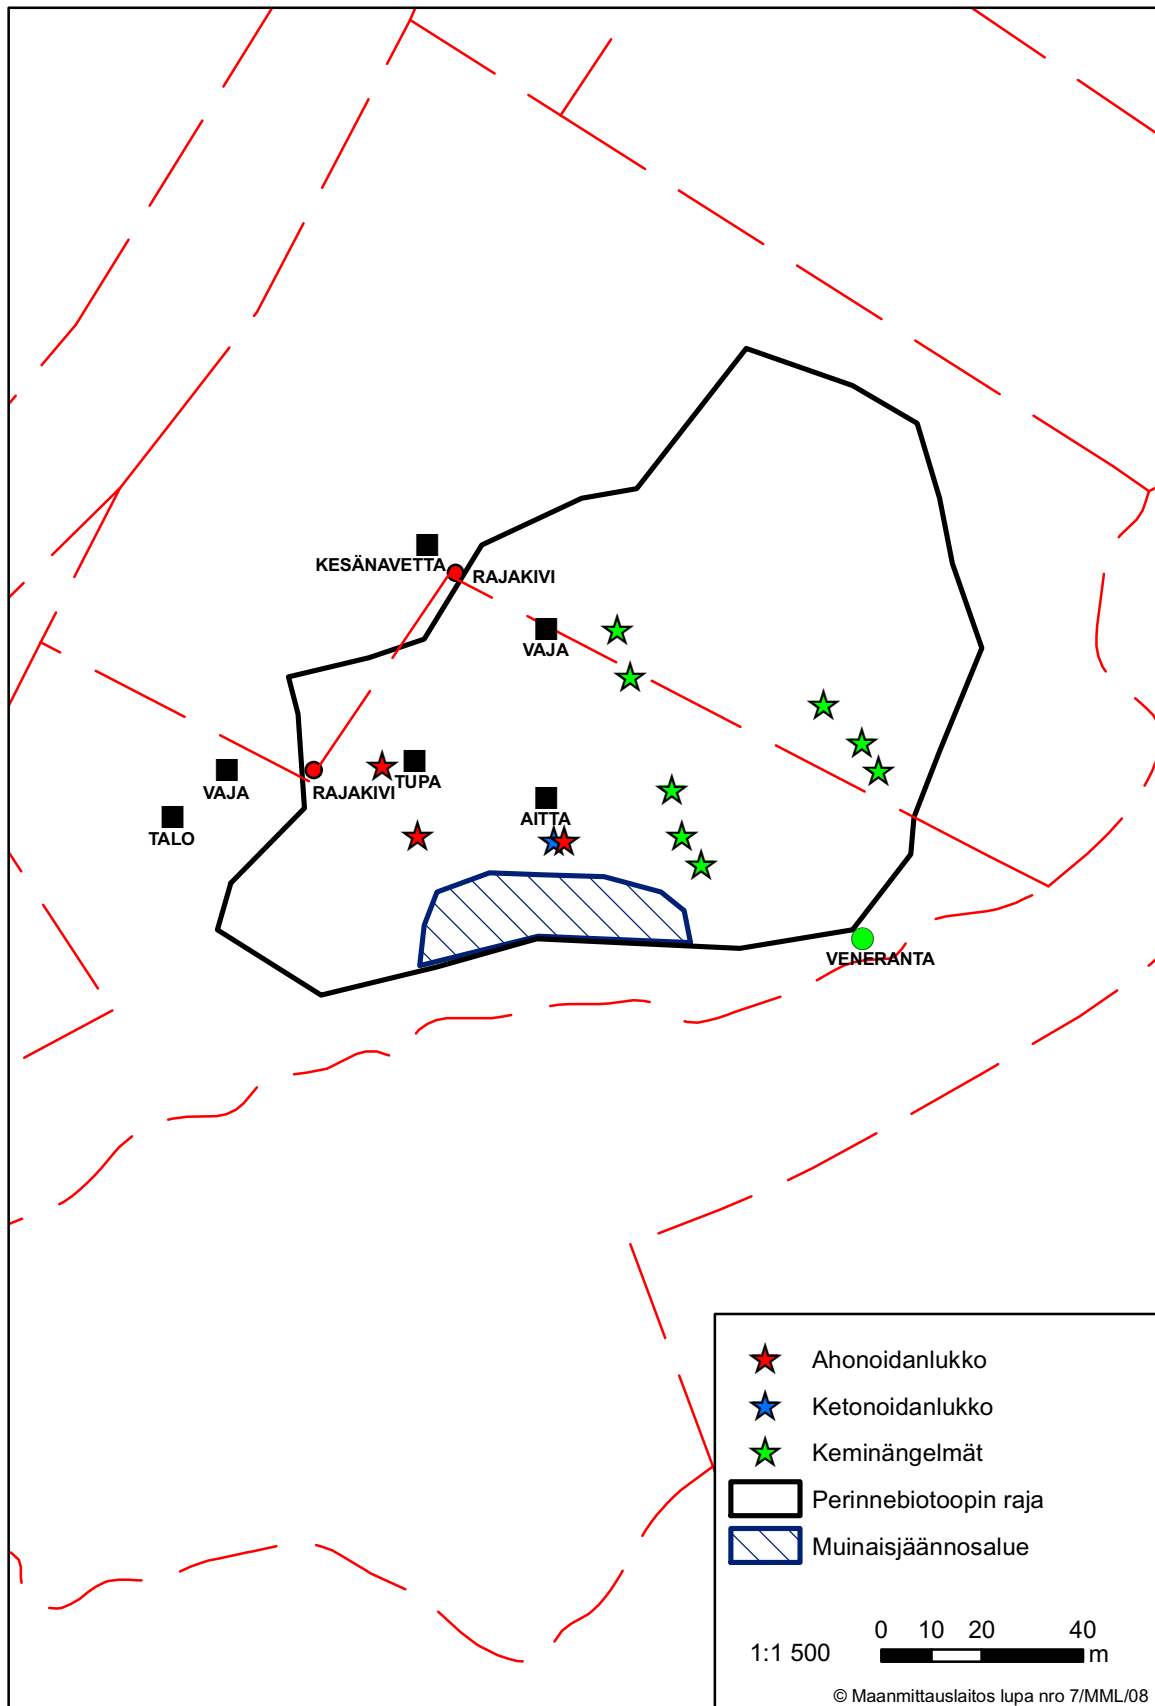 KESÄNAVETTA
RAJAKIVI
VAJA
TUPA
VAJA
RAJAKIVI
AITTA
TALO
VENERANTA
Ahonoidanlukko
Ketonoidanlukko
Keminängelmät
Perinnebiotoopin raja
Muinaisjäännosalue
0 10 20 40
1:1 500 m
© Maanmittauslaitos lupa nro 7/MML/08